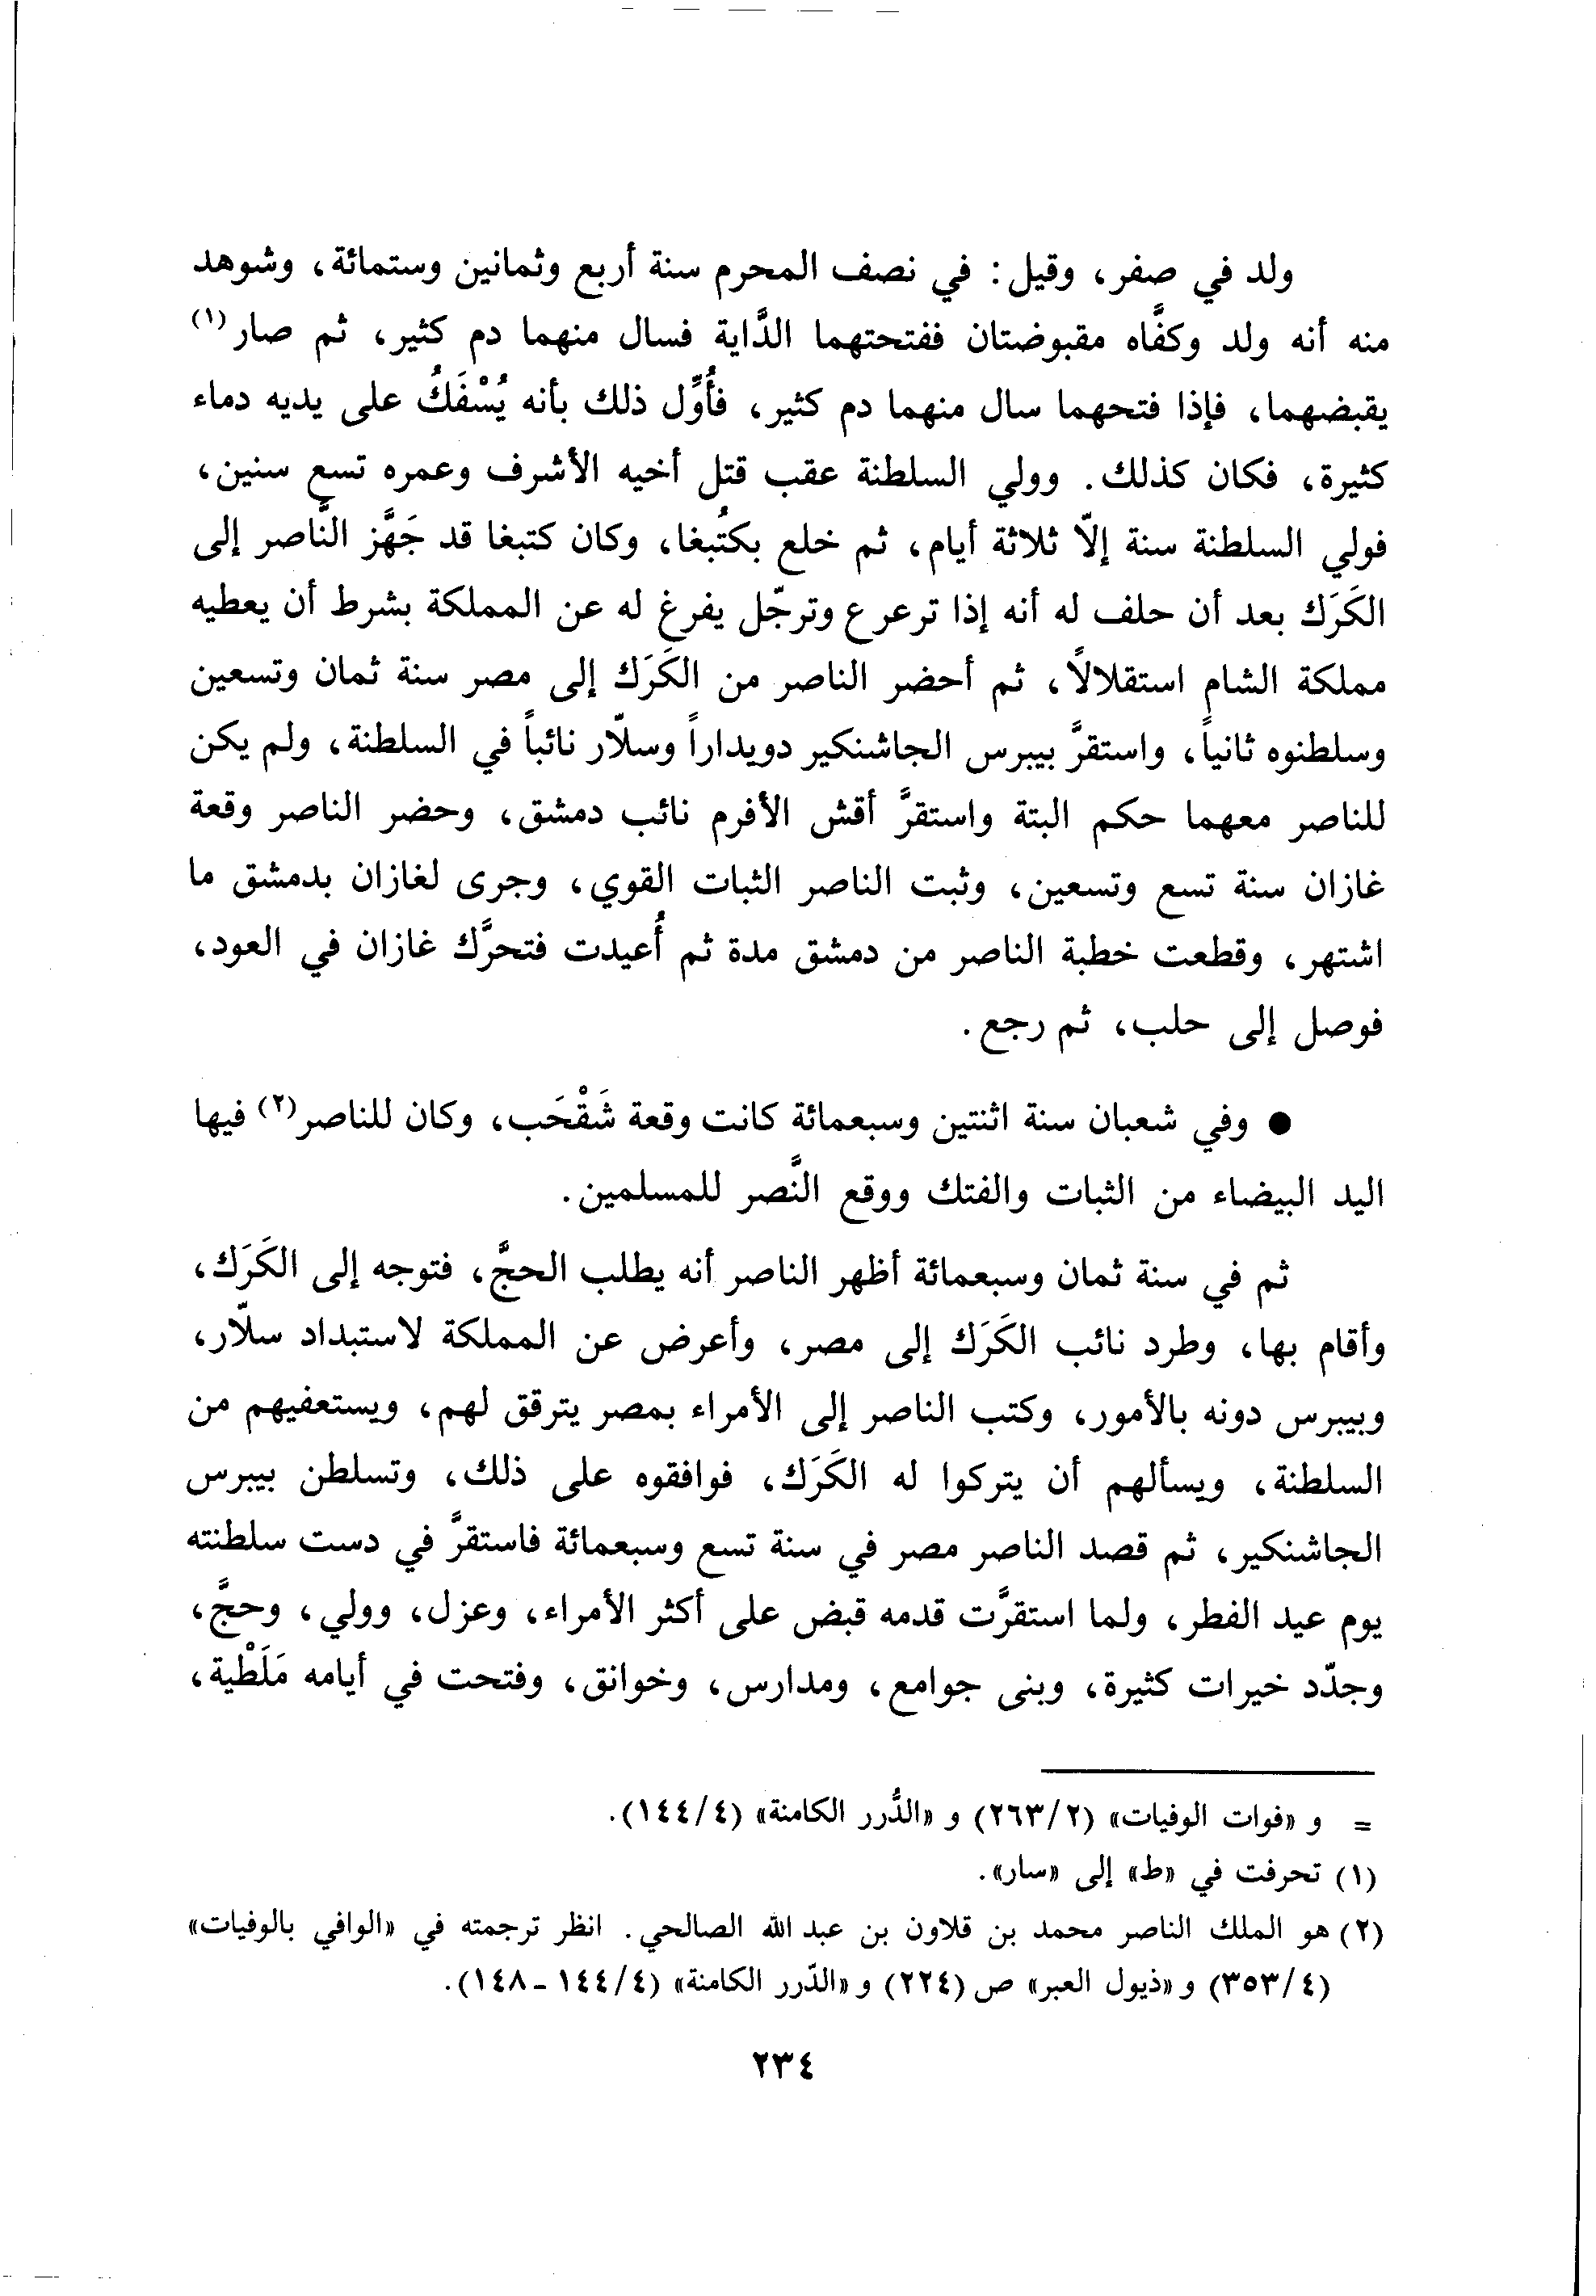 ولد في صفر، وقيل: في نصف المحرم سنة أربع وثمانين وستمائة، وشوهد
منه أنه ولد وكفَّاه مقبوضتان ففتحتهما الدَّاية فسال منهما دم كثير، ثم صار(١)
يقبضهما، فإذا فتحهما سال منهما دم كثير، فأُوِّل ذلك بأنه يُسْفَكُ على يديه دماء
كثيرة، فكان كذلك. وولي السلطنة عقب قتل أخيه الأشرف وعمره تسع سنين،
فولي السلطنة سنة إلّا ثلاثة أيام، ثم خلع بكتُبغا، وكان كتبغا قد جَهَّز النَّاصر إلى
الكَرَك بعد أن حلف له أنه إذا ترعرع وترجّل يفرغ له عن المملكة بشرط أن يعطيه
مملكة الشام استقلالاً، ثم أحضر الناصر من الكَرَك إلى مصر سنة ثمان وتسعين
وسلطنوه ثانياً، واستقرَّ بيبرس الجاشنكير دويداراً وسلّار نائباً في السلطنة، ولم يكن
للناصر معهما حكم البتة واستقرَّ أقش الأفرم نائب دمشق، وحضر الناصر وقعة
غازان سنة تسع وتسعين، وثبت الناصر الثبات القوي، وجرى لغازان بدمشق ما
اشتهر، وقطعت خطبة الناصر من دمشق مدة ثم أُعيدت فتحرَّك غازان في العود،
فوصل إلى حلب، ثم رجع.
● وفي شعبان سنة اثنتين وسبعمائة كانت وقعة شَقْحَب، وكان للناصر(٢) فيها
اليد البيضاء من الثبات والفتك ووقع النَّصر للمسلمين.
ثم في سنة ثمان وسبعمائة أظهر الناصر أنه يطلب الحجَّ، فتوجه إلى الكَرَك،
وأقام بها، وطرد نائب الكَرَك إلى مصر، وأعرض عن المملكة لاستبداد سلّار،
وبيبرس دونه بالأمور، وكتب الناصر إلى الأمراء بمصر يترقق لهم، ويستعفيهم من
السلطنة، ويسألهم أن يتركوا له الكَرَك، فوافقوه على ذلك، وتسلطن بيبرس
الجاشنكير، ثم قصد الناصر مصر في سنة تسع وسبعمائة فاستقرَّ في دست سلطنته
يوم عيد الفطر، ولما استقرَّت قدمه قبض على أكثر الأمراء، وعزل، وولي، وحجَّ،
وجدّد خيرات كثيرة، وبنى جوامع، ومدارس، وخوانق، وفتحت في أيامه مَلَطْية،
= و «فوات الوفيات» (٢/٢٦٣) و «الدُّرر الكامنة» (٤/١٤٤).
(١) تحرفت في «ط» إلى «سار».
(٢) هو الملك الناصر محمد بن قلاون بن عبد الله الصالحي. انظر ترجمته في «الوافي بالوفيات»
(٤/٣٥٣) و «ذيول العبر» ص (٢٢٤) و «الدّرر الكامنة» (٤/١٤٤ - ١٤٨).
٢٣٤